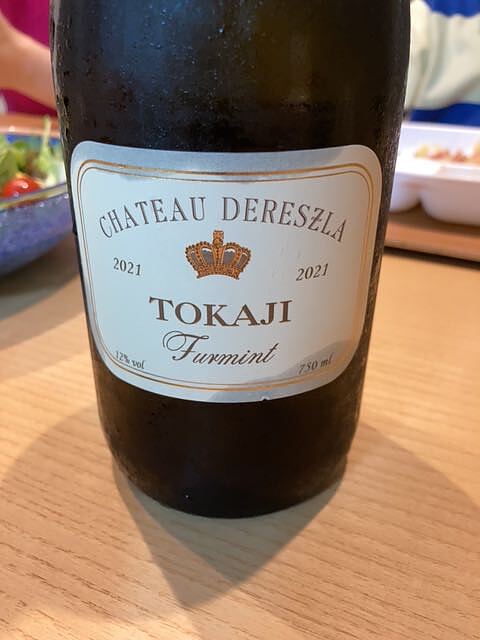 CHATEAU DERESZLA
2021 2021
TOKAJI
Furmint
12% vol 750 ml